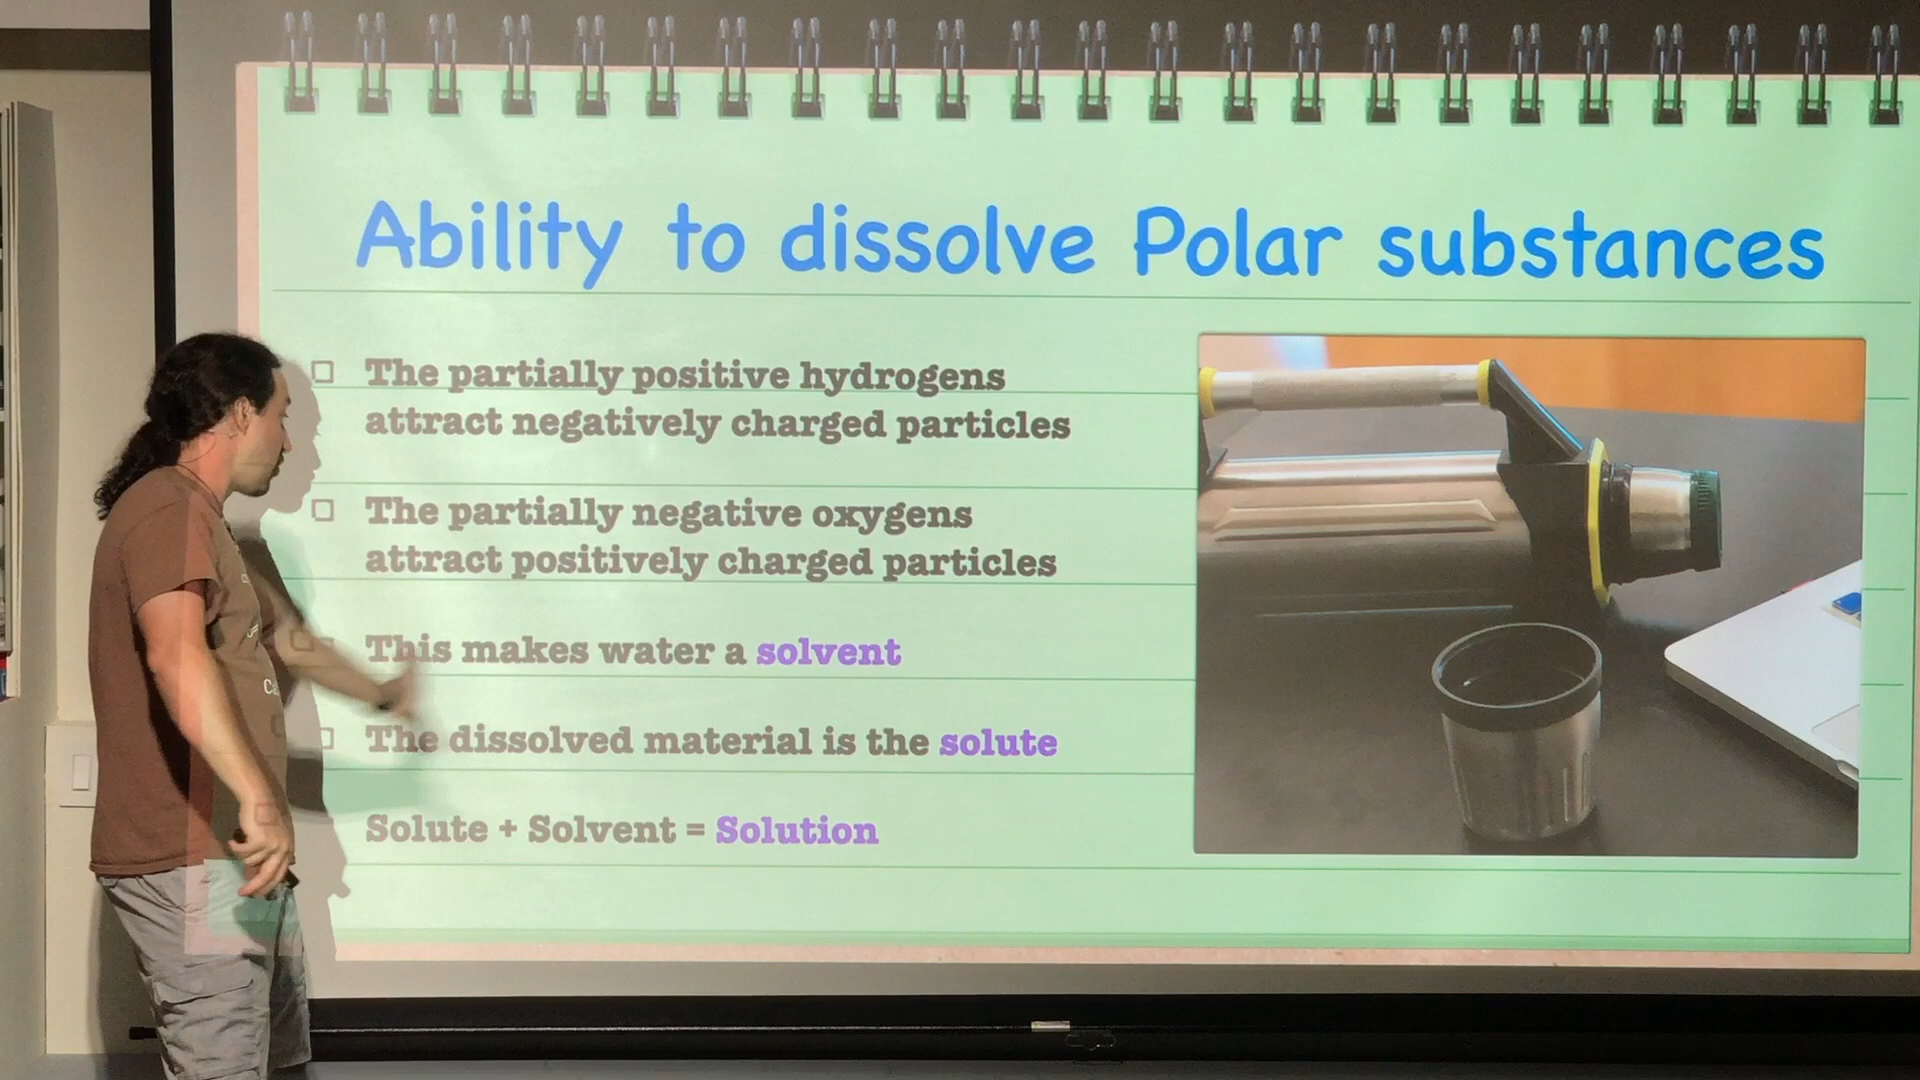 Ability to dissolve Polar substances
The partially positive hydrogens
attract negatively charged particles
The partially negative oxygens
attract positively charged particles
This makes water a solvent
The dissolved material is the solute
Solute + Solvent = Solution